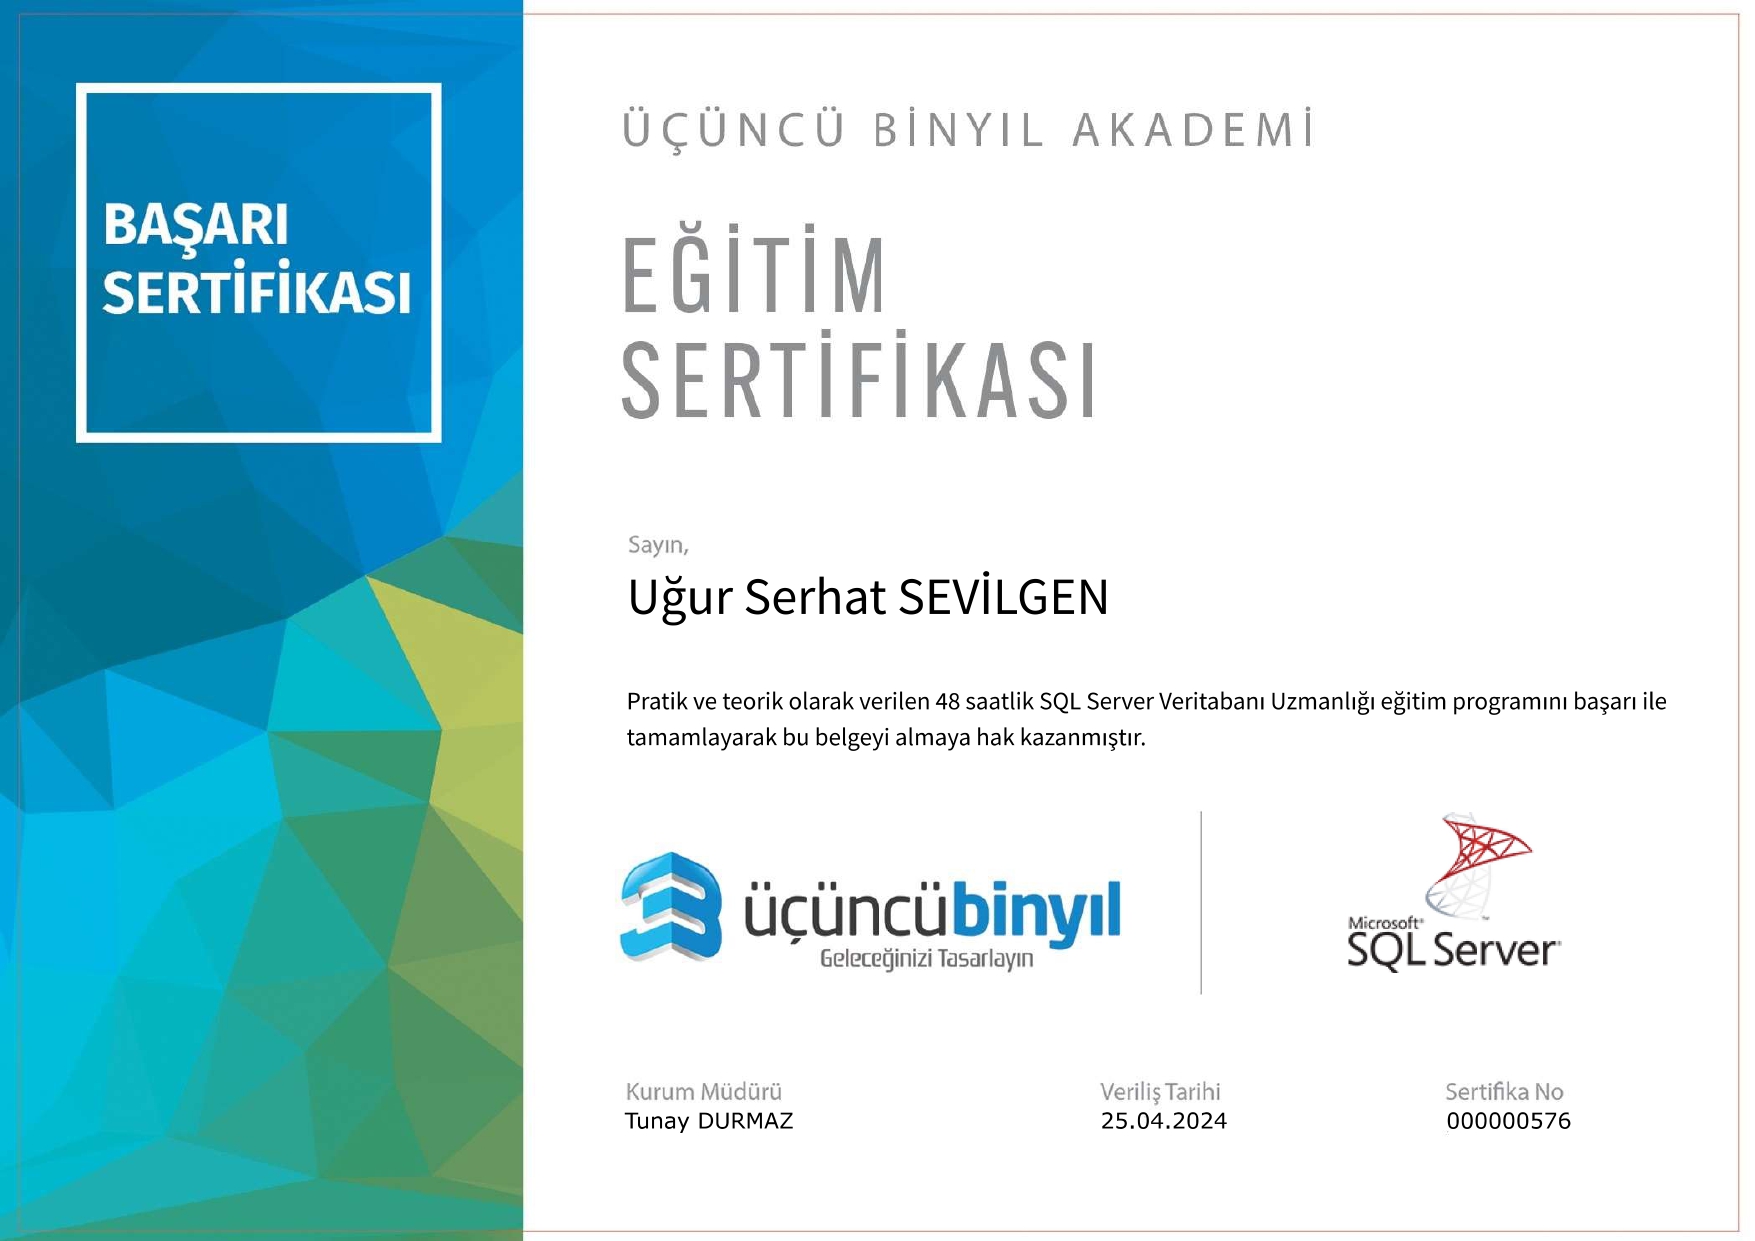 BAŞARI
SERTİFİKASI
ÜÇÜNCÜ BİNYIL AKADEMİ
EĞİTİM
SERTİFİKASI
Sayın,
Uğur Serhat SEVİLGEN
Pratik ve teorik olarak verilen 48 saatlik SQL Server Veritabanı Uzmanlığı eğitim programını başarı ile
tamamlayarak bu belgeyi almaya hak kazanmıştır.
üçüncübinyıl
Geleceğinizi Tasarlayın
Microsoft®
SQL Server®
Kurum Müdürü
Tunay DURMAZ
Veriliş Tarihi
25.04.2024
Sertifika No
000000576